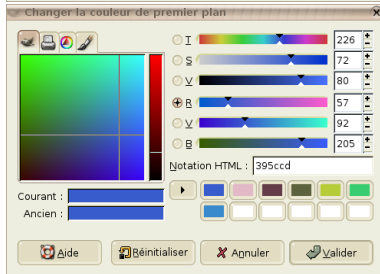 Changer la couleur de premier plan
T 226
S 72
V 80
R 57
V 92
B 205
Notation HTML : 395ccd
Courant :
Ancien :
Aide Réinitialiser Annuler Valider